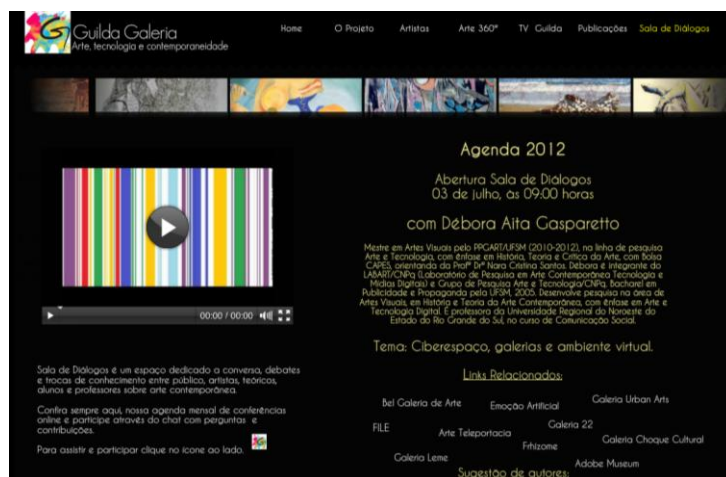 Guilda Galeria
Arte, tecnologia e contemporaneidade
Home O Projeto Artistas Arte 360° TV Guilda Publicações Sala de Diálogos
Agenda 2012
Abertura Sala de Diálogos
03 de julho, às 09:00 horas
com Débora Aita Gasparetto
Mestre em Artes Visuais pelo PPGART/UFSM (2010-2012), na linha de pesquisa
Arte e Tecnologia, com ênfase em História, Teoria e Crítica da Arte, com Bolsa
CAPES, orientanda da Profª Drª Nara Cristina Santos. Débora é integrante do
LABART/CNPq (Laboratório de Pesquisa em Arte Contemporânea Tecnologia e
Mídias Digitais) e Grupo de Pesquisa Arte e Tecnologia/CNPq. Bacharel em
Publicidade e Propaganda pela UFSM, 2005. Desenvolve pesquisa na área de
Artes Visuais, em História e Teoria da Arte Contemporânea, com ênfase em Arte e
Tecnologia Digital. É professora da Universidade Regional do Noroeste do
Estado do Rio Grande do Sul, no curso de Comunicação Social.
Tema: Ciberespaço, galerias e ambiente virtual.
Links Relacionados:
Bel Galeria de Arte Emoção Artificial Galeria Urban Arts
FILE Arte Teleportacia Galeria 22
Frhizome Galeria Choque Cultural
Galeria Leme Adobe Museum
Sugestão de autores:
00:00 / 00:00
Sala de Diálogos é um espaço dedicado a conversa, debates
e trocas de conhecimento entre público, artistas, teóricos,
alunos e professores sobre arte contemporânea.
Confira sempre aqui, nossa agenda mensal de conferências
online e participe através do chat com perguntas e
contribuições.
Para assistir e participar clique no ícone ao lado.